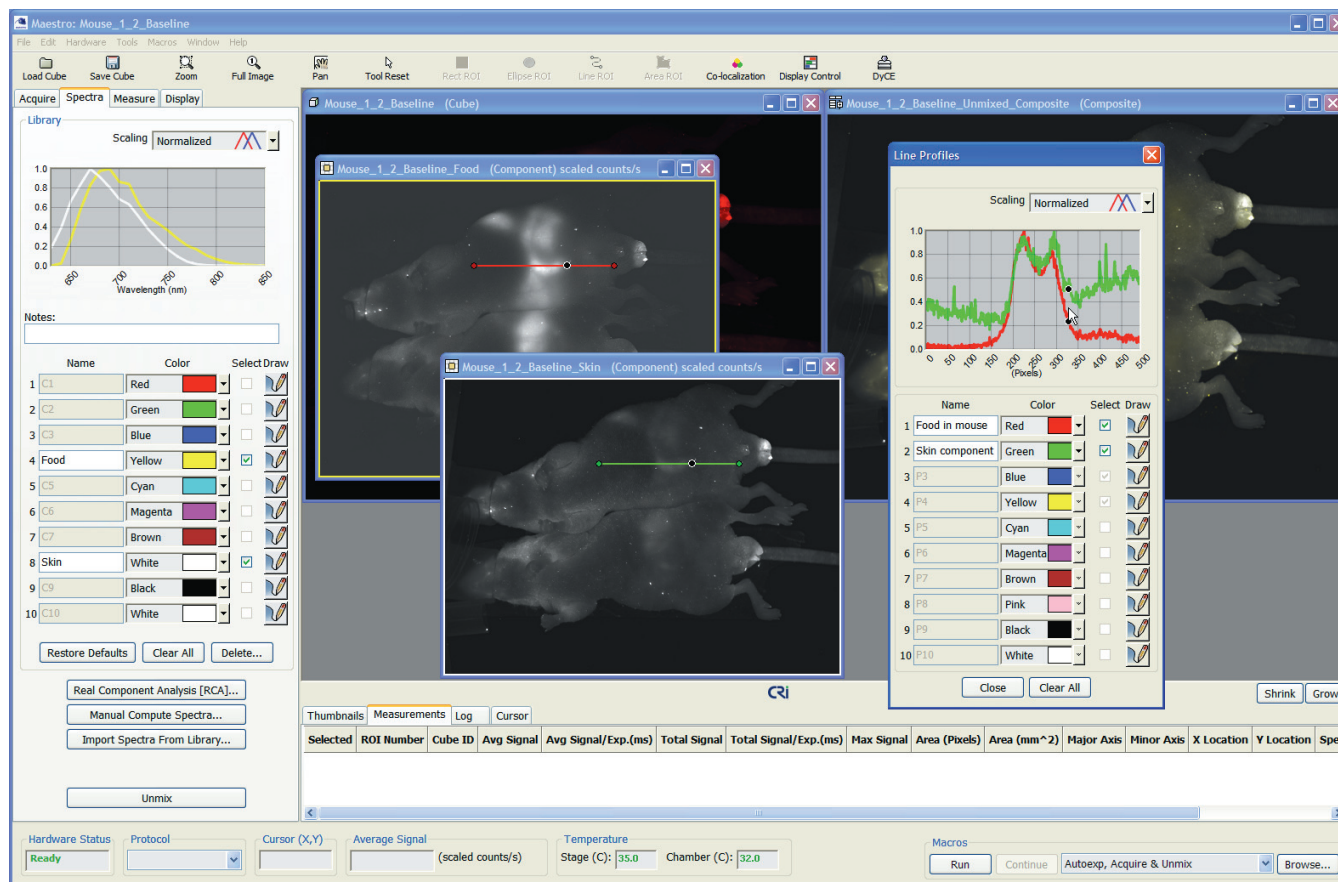 Maestro: Mouse_1_2_Baseline
File Edit Hardware Tools Macros Window Help
Load Cube Save Cube Zoom Full Image Pan Tool Reset Rect ROI Ellipse ROI Line ROI Area ROI Co-localization Display Control DyCE
Acquire Spectra Measure Display
Library
Scaling Normalized
1.0
0.8
0.6
0.4
0.2
0.0
650 700 750 800 850
Wavelength (nm)
Notes:
Name Color Select Draw
1 C1 Red
2 C2 Green
3 C3 Blue
4 Food Yellow
5 C5 Cyan
6 C6 Magenta
7 C7 Brown
8 Skin White
9 C9 Black
10 C10 White
Restore Defaults Clear All Delete...
Real Component Analysis [RCA]...
Manual Compute Spectra...
Import Spectra From Library...
Unmix
Mouse_1_2_Baseline (Cube)
Mouse_1_2_Baseline_Food (Component) scaled counts/s
Mouse_1_2_Baseline_Skin (Component) scaled counts/s
Mouse_1_2_Baseline_Unmixed_Composite (Composite)
Line Profiles
Scaling Normalized
1.0
0.8
0.6
0.4
0.2
0.0
0 50 100 150 200 250 300 350 400 450 500
(Pixels)
Name Color Select Draw
1 Food in mouse Red
2 Skin component Green
3 P3 Blue
4 P4 Yellow
5 P5 Cyan
6 P6 Magenta
7 P7 Brown
8 P8 Pink
9 P9 Black
10 P10 White
Close Clear All
CRi
Shrink Grow
Thumbnails Measurements Log Cursor
Selected ROI Number Cube ID Avg Signal Avg Signal/Exp.(ms) Total Signal Total Signal/Exp.(ms) Max Signal Area (Pixels) Area (mm^2) Major Axis Minor Axis X Location Y Location Spe
Hardware Status Protocol Cursor (X,Y) Average Signal Temperature Macros
Ready (scaled counts/s) Stage (C): 35.0 Chamber (C): 32.0 Run Continue Autoexp, Acquire & Unmix Browse...